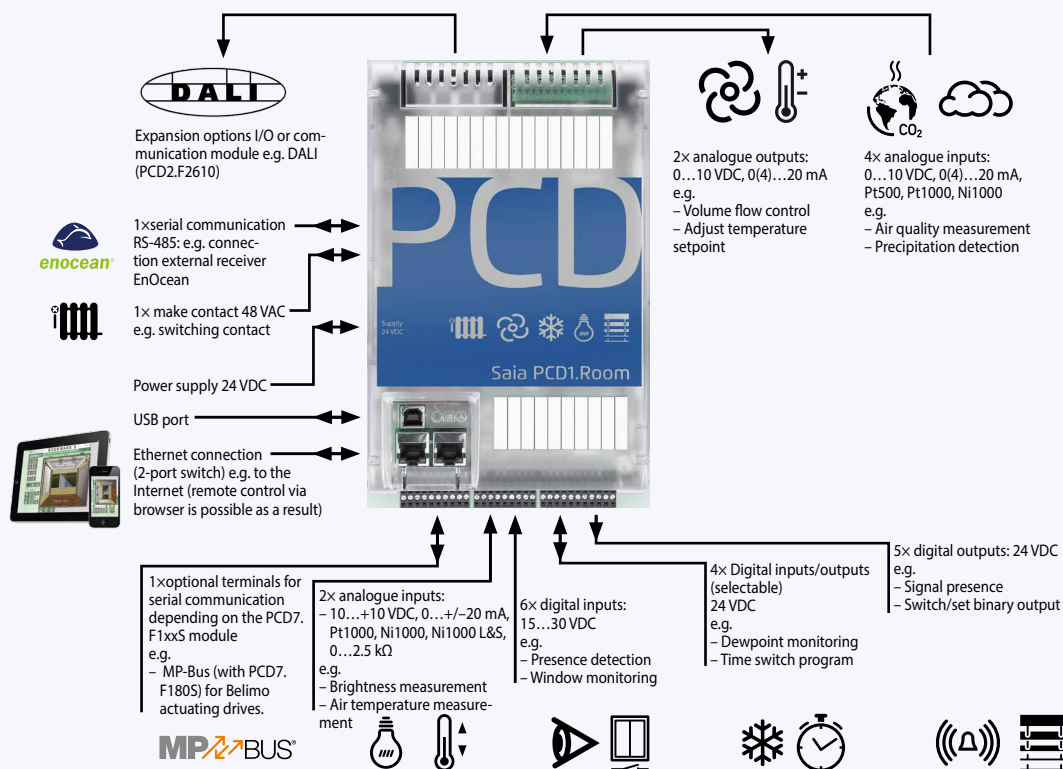 DALI
Expansion options I/O or com-
munication module e.g. DALI
(PCD2.F2610)
2× analogue outputs:
0…10 VDC, 0(4)…20 mA
e.g.
– Volume flow control
– Adjust temperature
setpoint
CO2
4× analogue inputs:
0…10 VDC, 0(4)…20 mA,
Pt500, Pt1000, Ni1000
e.g.
– Air quality measurement
– Precipitation detection
enocean®
1×serial communication
RS-485: e.g. connec-
tion external receiver
EnOcean
1× make contact 48 VAC
e.g. switching contact
Power supply 24 VDC
USB port
Ethernet connection
(2-port switch) e.g. to the
Internet (remote control via
browser is possible as a result)
PCD
Supply
24 VDC
Saia PCD1.Room
1×optional terminals for
serial communication
depending on the PCD7.
F1xxS module
e.g.
– MP-Bus (with PCD7.
F180S) for Belimo
actuating drives.
MP BUS®
2× analogue inputs:
– 10…+10 VDC, 0…+/–20 mA,
Pt1000, Ni1000, Ni1000 L&S,
0…2.5 kΩ
e.g.
– Brightness measurement
– Air temperature measure-
ment
6× digital inputs:
15…30 VDC
e.g.
– Presence detection
– Window monitoring
4× Digital inputs/outputs
(selectable)
24 VDC
e.g.
– Dewpoint monitoring
– Time switch program
5× digital outputs: 24 VDC
e.g.
– Signal presence
– Switch/set binary output